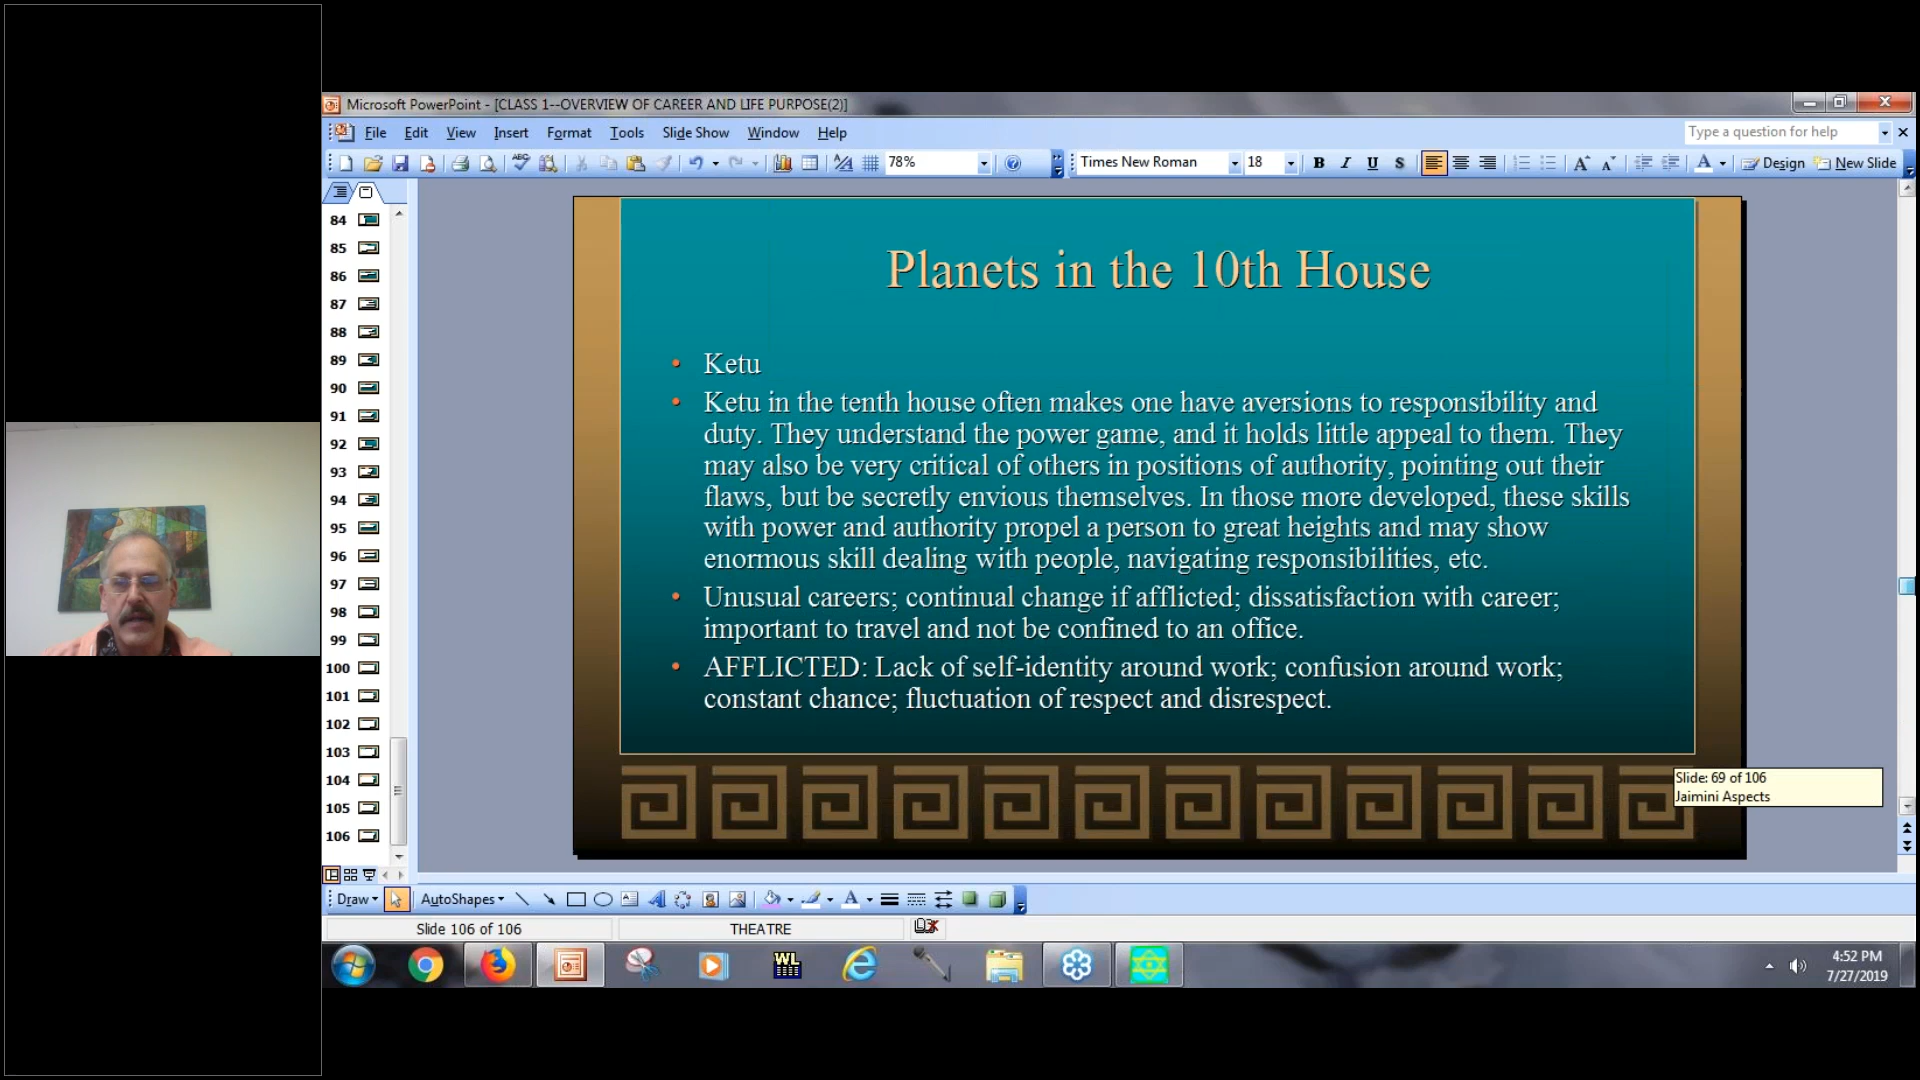 Microsoft PowerPoint - [CLASS 1--OVERVIEW OF CAREER AND LIFE PURPOSE(2)]
File Edit View Insert Format Tools Slide Show Window Help
Type a question for help
78%
Times New Roman
18
B I U S
Design
New Slide
84
85
86
87
88
89
90
91
92
93
94
95
96
97
98
99
100
101
102
103
104
105
106
Planets in the 10th House
• Ketu
• Ketu in the tenth house often makes one have aversions to responsibility and
duty. They understand the power game, and it holds little appeal to them. They
may also be very critical of others in positions of authority, pointing out their
flaws, but be secretly envious themselves. In those more developed, these skills
with power and authority propel a person to great heights and may show
enormous skill dealing with people, navigating responsibilities, etc.
• Unusual careers; continual change if afflicted; dissatisfaction with career;
important to travel and not be confined to an office.
• AFFLICTED: Lack of self-identity around work; confusion around work;
constant chance; fluctuation of respect and disrespect.
Slide: 69 of 106
Jaimini Aspects
Draw
AutoShapes
Slide 106 of 106
THEATRE
WL
4:52 PM
7/27/2019